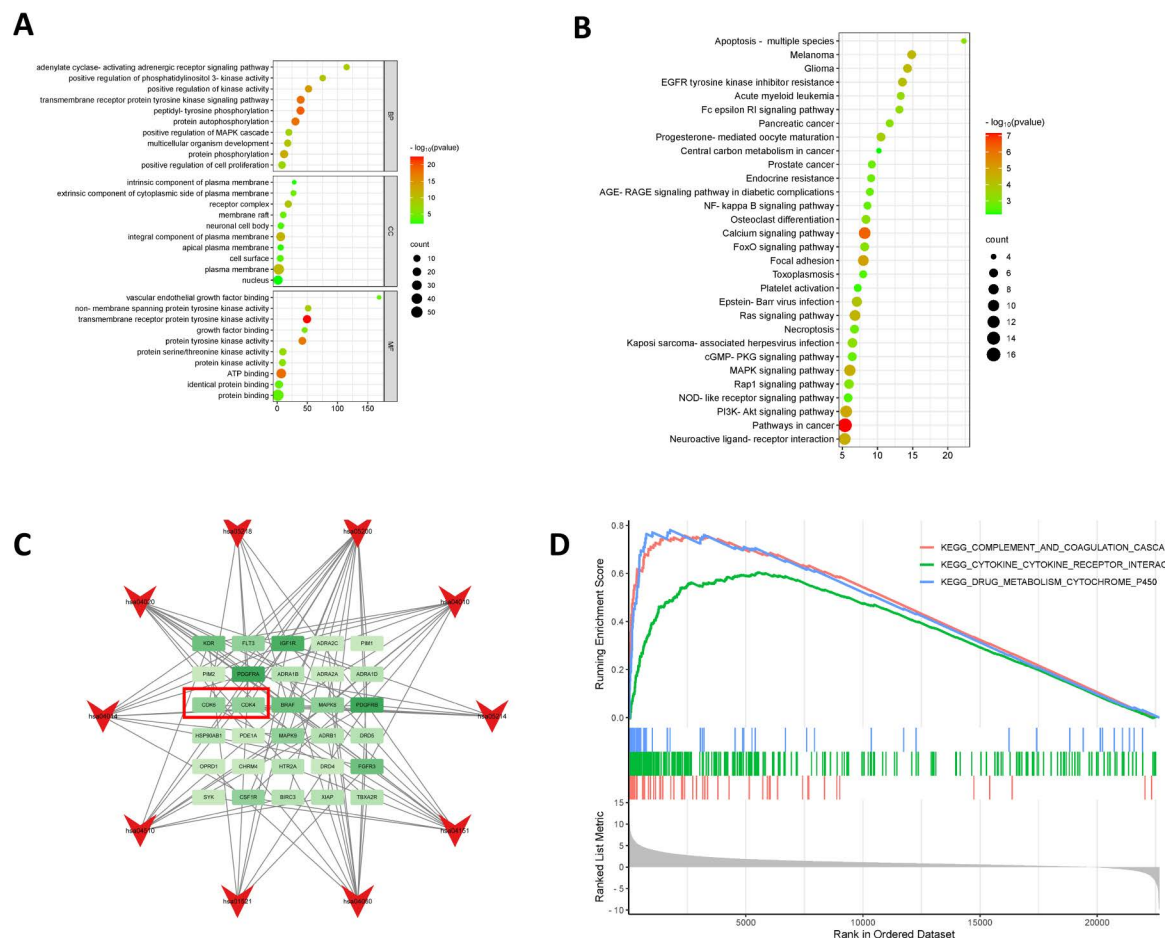 A
adenylate cyclase- activating adrenergic receptor signaling pathway
positive regulation of phosphatidylinositol 3- kinase activity
positive regulation of kinase activity
transmembrane receptor protein tyrosine kinase signaling pathway
peptidyl- tyrosine phosphorylation
protein autophosphorylation
positive regulation of MAPK cascade
multicellular organism development
protein phosphorylation
positive regulation of cell proliferation
BP
intrinsic component of plasma membrane
extrinsic component of cytoplasmic side of plasma membrane
receptor complex
membrane raft
neuronal cell body
integral component of plasma membrane
apical plasma membrane
cell surface
plasma membrane
nucleus
CC
vascular endothelial growth factor binding
non- membrane spanning protein tyrosine kinase activity
transmembrane receptor protein tyrosine kinase activity
growth factor binding
protein tyrosine kinase activity
protein serine/threonine kinase activity
protein kinase activity
ATP binding
identical protein binding
protein binding
MF
0 50 100 150
- log10(pvalue)
20
15
10
5
count
10
20
30
40
50
B
Apoptosis - multiple species
Melanoma
Glioma
EGFR tyrosine kinase inhibitor resistance
Acute myeloid leukemia
Fc epsilon RI signaling pathway
Pancreatic cancer
Progesterone- mediated oocyte maturation
Central carbon metabolism in cancer
Prostate cancer
Endocrine resistance
AGE- RAGE signaling pathway in diabetic complications
NF- kappa B signaling pathway
Osteoclast differentiation
Calcium signaling pathway
FoxO signaling pathway
Focal adhesion
Toxoplasmosis
Platelet activation
Epstein- Barr virus infection
Ras signaling pathway
Necroptosis
Kaposi sarcoma- associated herpesvirus infection
cGMP- PKG signaling pathway
MAPK signaling pathway
Rap1 signaling pathway
NOD- like receptor signaling pathway
PI3K- Akt signaling pathway
Pathways in cancer
Neuroactive ligand- receptor interaction
5 10 15 20
- log10(pvalue)
7
6
5
4
3
count
4
6
8
10
12
14
16
C
hsa05218 hsa05200
hsa04020 hsa04010
KDR FLT3 IGF1R ADRA2C PIM1
PIM2 PDGFRA ADRA1B ADRA2A ADRA1D
CDK6 CDK4 BRAF MAPK8 PDGFRB
hsa04014 hsa05214
HSP90AB1 PDE1A MAPK9 ADRB1 DRD5
OPRD1 CHRM4 HTR2A DRD4 FGFR3
SYK CSF1R BIRC3 XIAP TBXA2R
hsa04510 hsa04151
hsa01521 hsa04080
D
Running Enrichment Score
0.8
0.6
0.4
0.2
0.0
KEGG_COMPLEMENT_AND_COAGULATION_CASCA
KEGG_CYTOKINE_CYTOKINE_RECEPTOR_INTERAC
KEGG_DRUG_METABOLISM_CYTOCHROME_P450
Ranked List Metric
15
10
5
0
- 5
- 10
5000 10000 15000 20000
Rank in Ordered Dataset